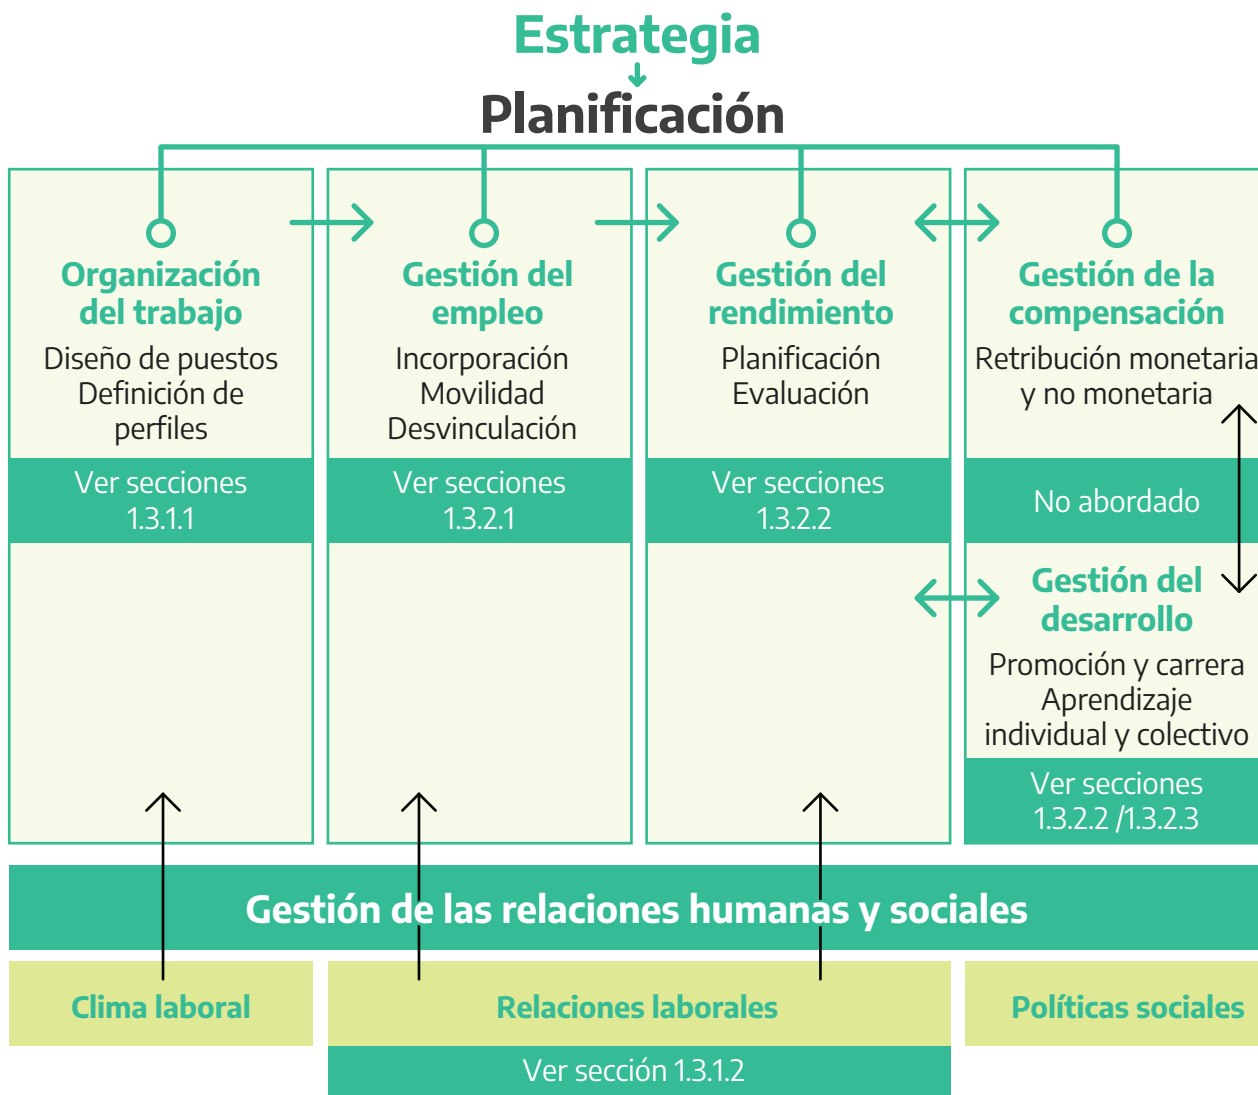 Estrategia
Planificación
Organización
del trabajo
Diseño de puestos
Definición de
perfiles
Ver secciones
1.3.1.1
Gestión del
empleo
Incorporación
Movilidad
Desvinculación
Ver secciones
1.3.2.1
Gestión del
rendimiento
Planificación
Evaluación
Ver secciones
1.3.2.2
Gestión de la
compensación
Retribución monetaria
y no monetaria
No abordado
Gestión del
desarrollo
Promoción y carrera
Aprendizaje
individual y colectivo
Ver secciones
1.3.2.2 /1.3.2.3
Gestión de las relaciones humanas y sociales
Clima laboral
Relaciones laborales
Ver sección 1.3.1.2
Políticas sociales